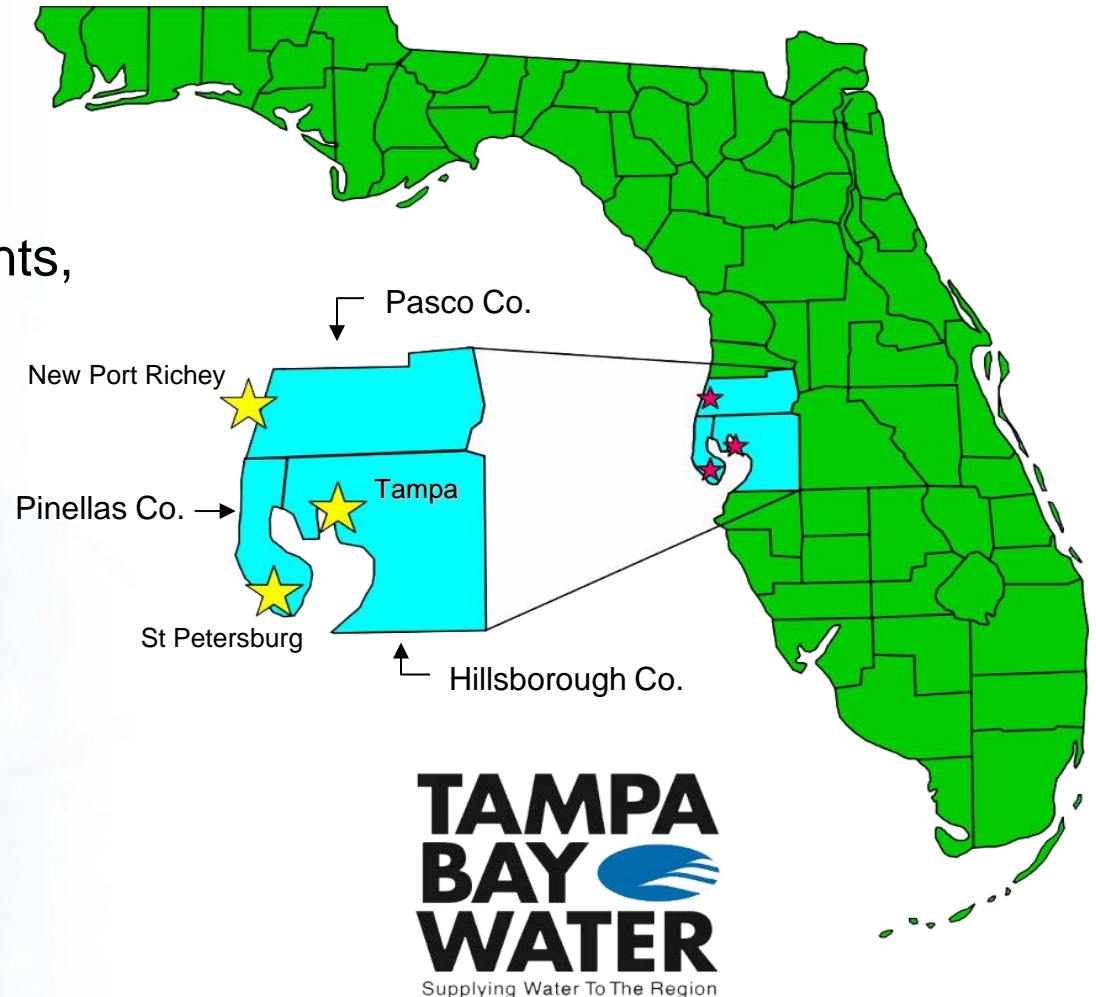 nts,
Pasco Co.
New Port Richey
Tampa
Pinellas Co.
St Petersburg
Hillsborough Co.
TAMPA
BAY
WATER
Supplying Water To The Region